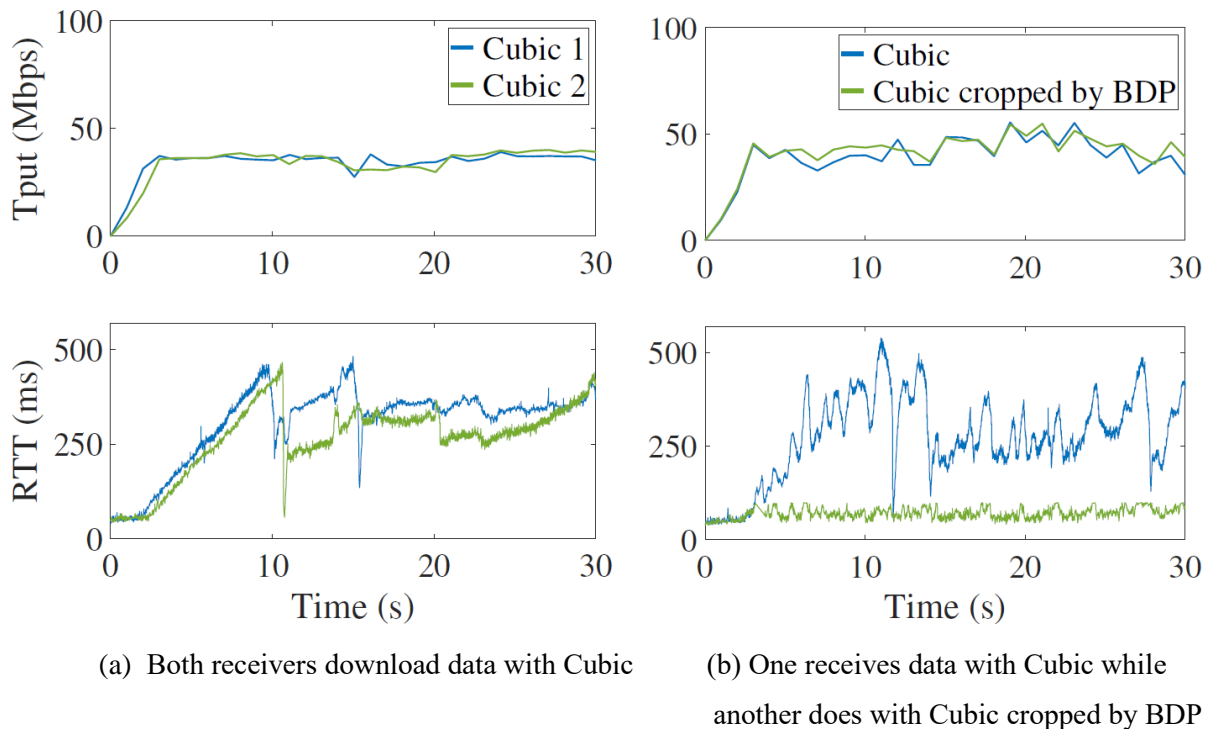 100
Tput (Mbps)
50
0
Cubic 1
Cubic 2
0
10
20
30
100
50
0
Cubic
Cubic cropped by BDP
0
10
20
30
500
RTT (ms)
250
0
0
10
20
30
Time (s)
500
250
0
0
10
20
30
Time (s)
(a) Both receivers download data with Cubic
(b) One receives data with Cubic while
another does with Cubic cropped by BDP